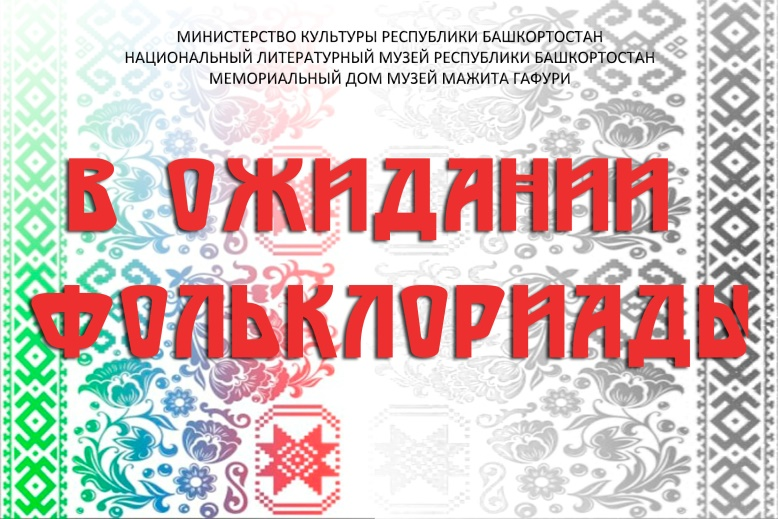 МИНИСТЕРСТВО КУЛЬТУРЫ РЕСПУБЛИКИ БАШКОРТОСТАН
НАЦИОНАЛЬНЫЙ ЛИТЕРАТУРНЫЙ МУЗЕЙ РЕСПУБЛИКИ БАШКОРТОСТАН
МЕМОРИАЛЬНЫЙ ДОМ МУЗЕЙ МАЖИТА ГАФУРИ
В ОЖИДАНИИ
ФОЛЬКЛОРИАДЫ